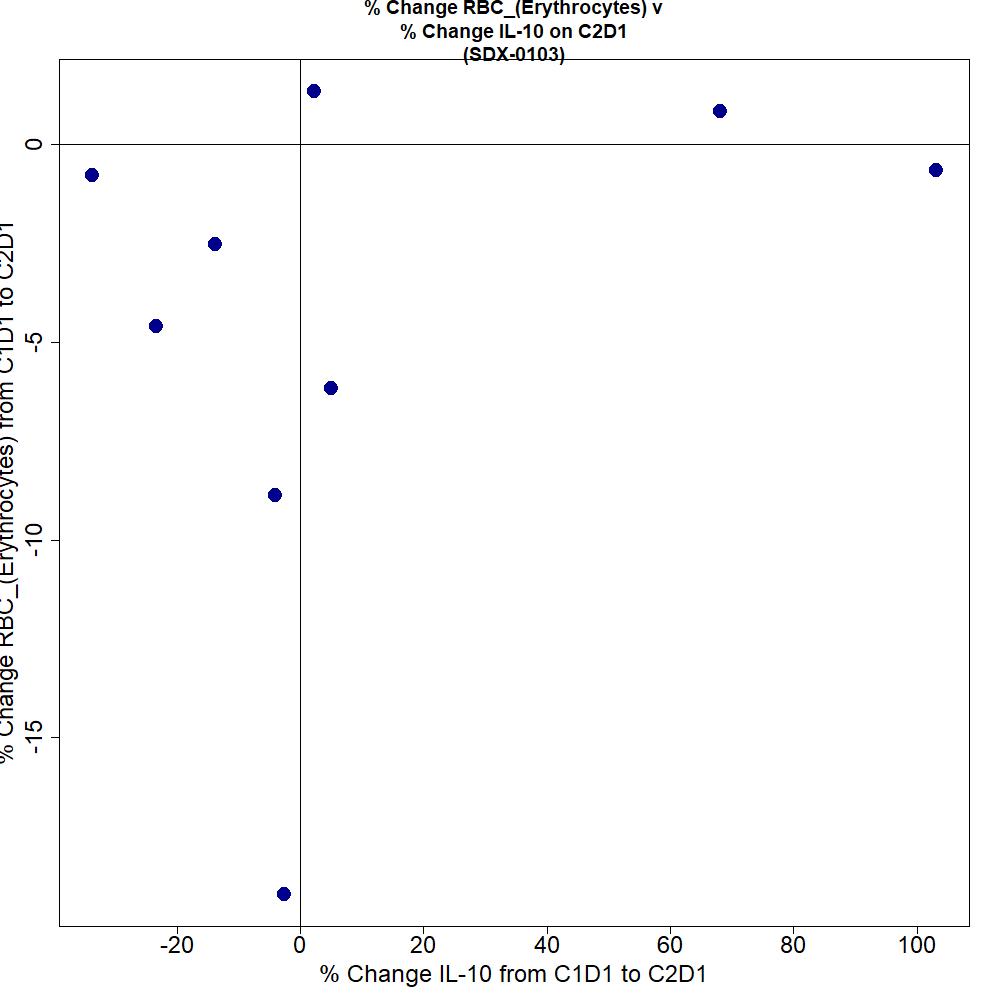 % Change RBC_(Erythrocytes) v
% Change IL-10 on C2D1
(SDX-0103)
% Change RBC_(Erythrocytes) from C1D1 to C2D1
0
-5
-10
-15
-20
0
20
40
60
80
100
% Change IL-10 from C1D1 to C2D1